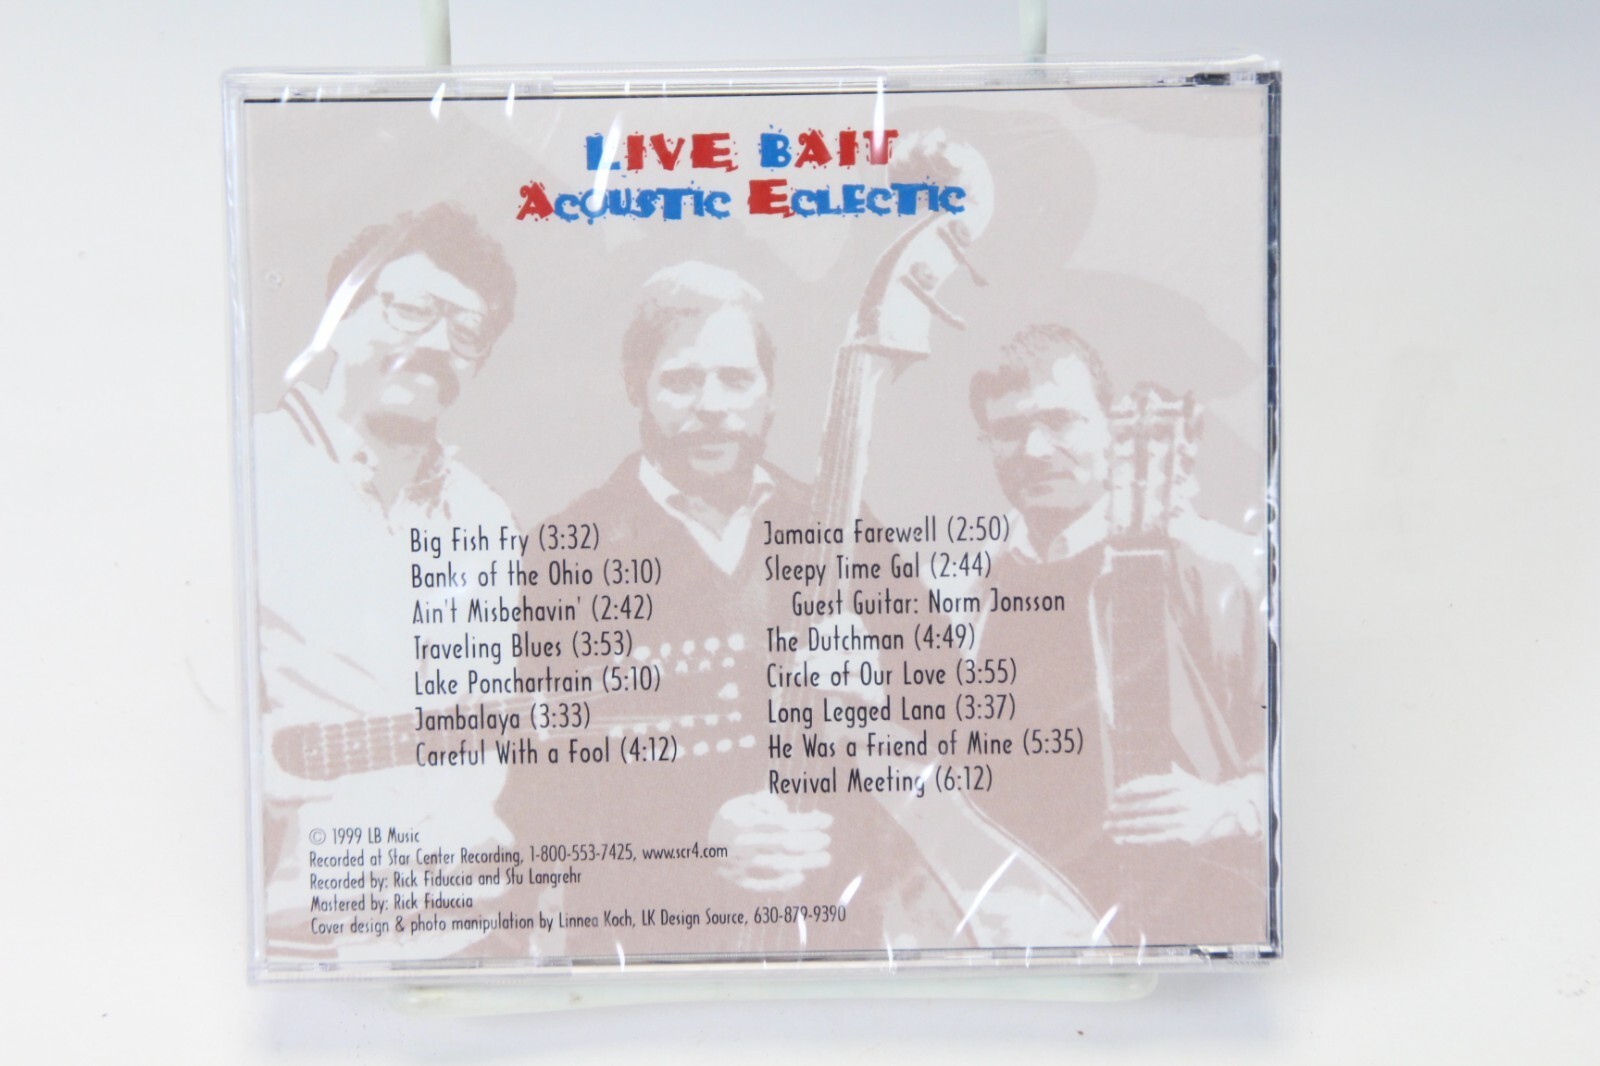 LIVE BAIT
ACOUSTIC ECLECTIC
Big Fish Fry (3:32)
Banks of the Ohio (3:10)
Ain't Misbehavin' (2:42)
Traveling Blues (3:53)
Lake Ponchartrain (5:10)
Jambalaya (3:33)
Careful With a Fool (4:12)
Jamaica Farewell (2:50)
Sleepy Time Gal (2:44)
Guest Guitar: Norm Jonsson
The Dutchman (4:49)
Circle of Our Love (3:55)
Long Legged Lana (3:37)
He Was a Friend of Mine (5:35)
Revival Meeting (6:12)
© 1999 LB Music
Recorded at Star Center Recording, 1-800-553-7425, www.scr4.com
Recorded by: Rick Fiduccia and Stu Langrehr
Mastered by: Rick Fiduccia
Cover design & photo manipulation by Linnea Koch, LK Design Source, 630-879-9390